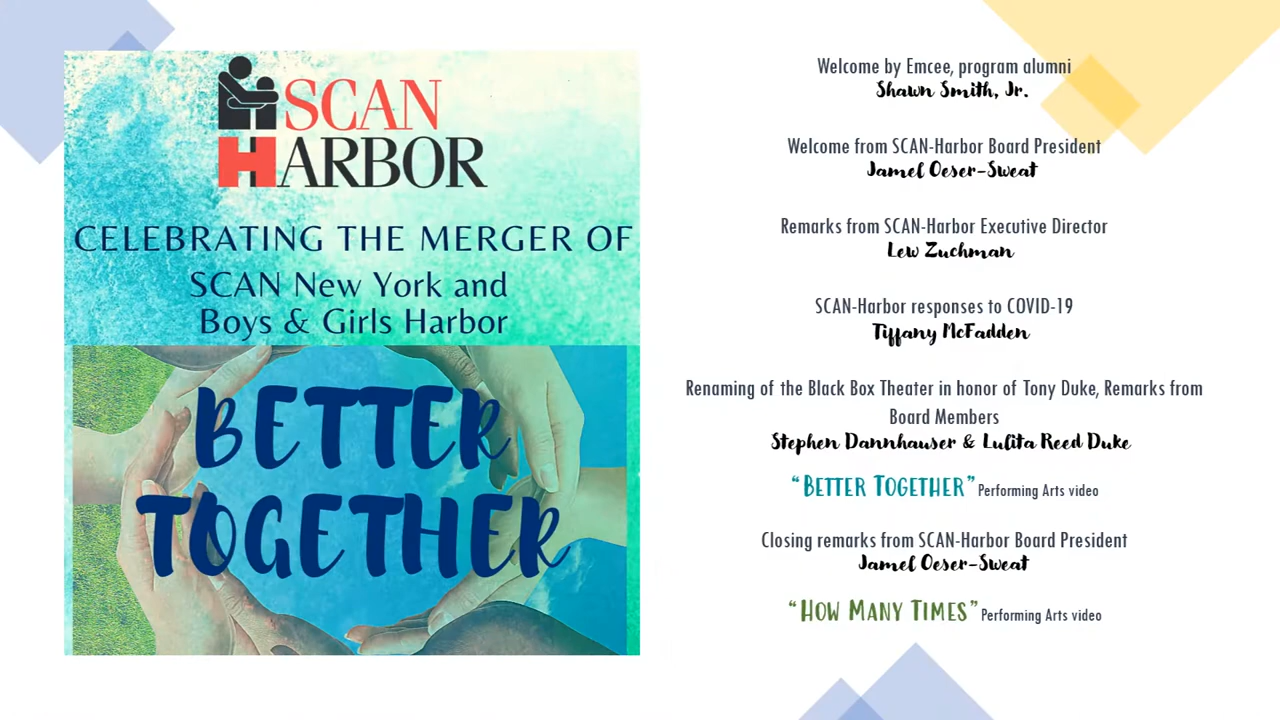 SCAN
HARBOR
CELEBRATING THE MERGER OF
SCAN New York and
Boys & Girls Harbor
BETTER
TOGETHER
Welcome by Emcee, program alumni
Shawn Smith, Jr.
Welcome from SCAN-Harbor Board President
Jamel Oeser-Sweat
Remarks from SCAN-Harbor Executive Director
Lew Zuchman
SCAN-Harbor responses to COVID-19
Tiffany McFadden
Renaming of the Black Box Theater in honor of Tony Duke, Remarks from
Board Members
Stephen Dannhauser & Lulita Reed Duke
“BETTER TOGETHER” Performing Arts video
Closing remarks from SCAN-Harbor Board President
Jamel Oeser-Sweat
“HOW MANY TIMES” Performing Arts video